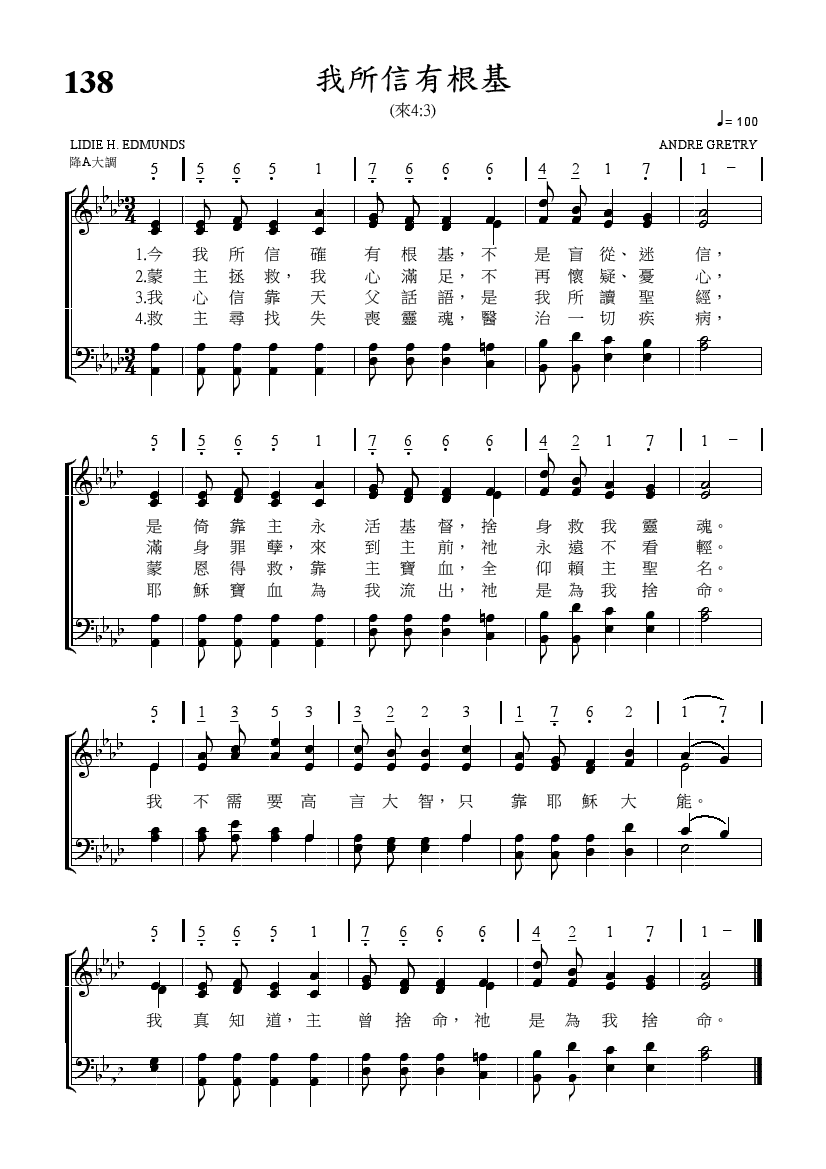 138
我所信有根基
(來4:3)
♩= 100
LIDIE H. EDMUNDS
ANDRE GRETRY
降A大調
5 | 5 6 5 1 | 7 6 6 6 | 4 2 1 7 | 1 –
3 4
1.今 我 所 信 確 有 根 基，不 是 盲 從、迷 信，
2.蒙 主 拯 救，我 心 滿 足，不 再 懷 疑、憂 心，
3.我 心 信 靠 天 父 話 語，是 我 所 讀 聖 經，
4.救 主 尋 找 失 喪 靈 魂，醫 治 一 切 疾 病，
3 4
5 | 5 6 5 1 | 7 6 6 6 | 4 2 1 7 | 1 – |
是 倚 靠 主 永 活 基 督，捨 身 救 我 靈 魂。
滿 身 罪 孽，來 到 主 前，祂 永 遠 不 看 輕。
蒙 恩 得 救，靠 主 寶 血，全 仰 賴 主 聖 名。
耶 穌 寶 血 為 我 流 出，祂 是 為 我 捨 命。
5 | 1 3 5 3 | 3 2 2 3 | 1 7 6 2 | 1 7 |
我 不 需 要 高 言 大 智，只 靠 耶 穌 大 能。
5 | 5 6 5 1 | 7 6 6 6 | 4 2 1 7 | 1 –
我 真 知 道，主 曾 捨 命，祂 是 為 我 捨 命。